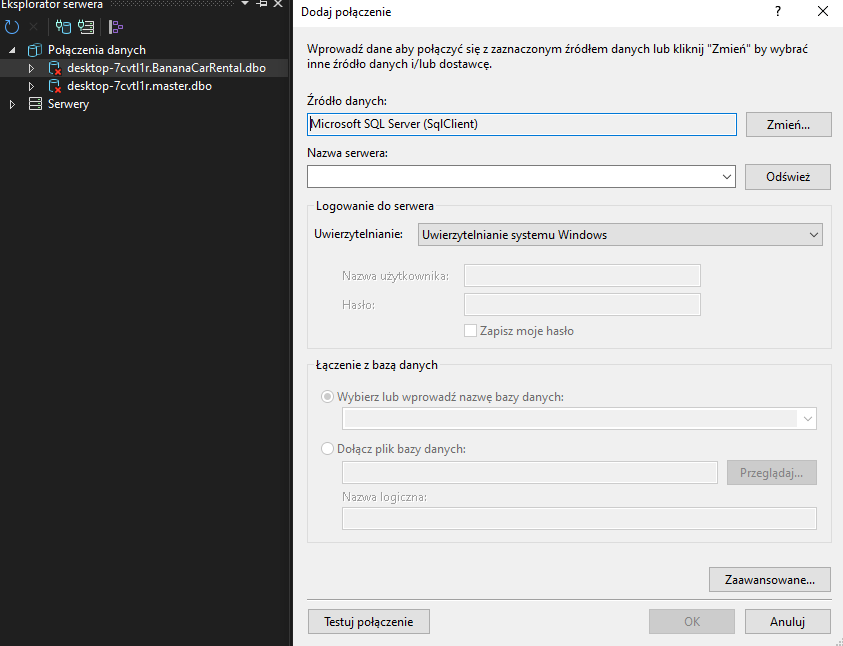 Eksplorator serwera
Połączenia danych
desktop-7cvtl1r.BananaCarRental.dbo
desktop-7cvtl1r.master.dbo
Serwery
Dodaj połączenie
?
Wprowadź dane aby połączyć się z zaznaczonym źródłem danych lub kliknij "Zmień" by wybrać
inne źródło danych i/lub dostawcę.
Źródło danych:
Microsoft SQL Server (SqlClient)
Zmień...
Nazwa serwera:
Odśwież
Logowanie do serwera
Uwierzytelnianie:
Uwierzytelnianie systemu Windows
Nazwa użytkownika:
Hasło:
Zapisz moje hasło
Łączenie z bazą danych
Wybierz lub wprowadź nazwę bazy danych:
Dołącz plik bazy danych:
Przeglądaj...
Nazwa logiczna:
Zaawansowane...
Testuj połączenie
OK
Anuluj